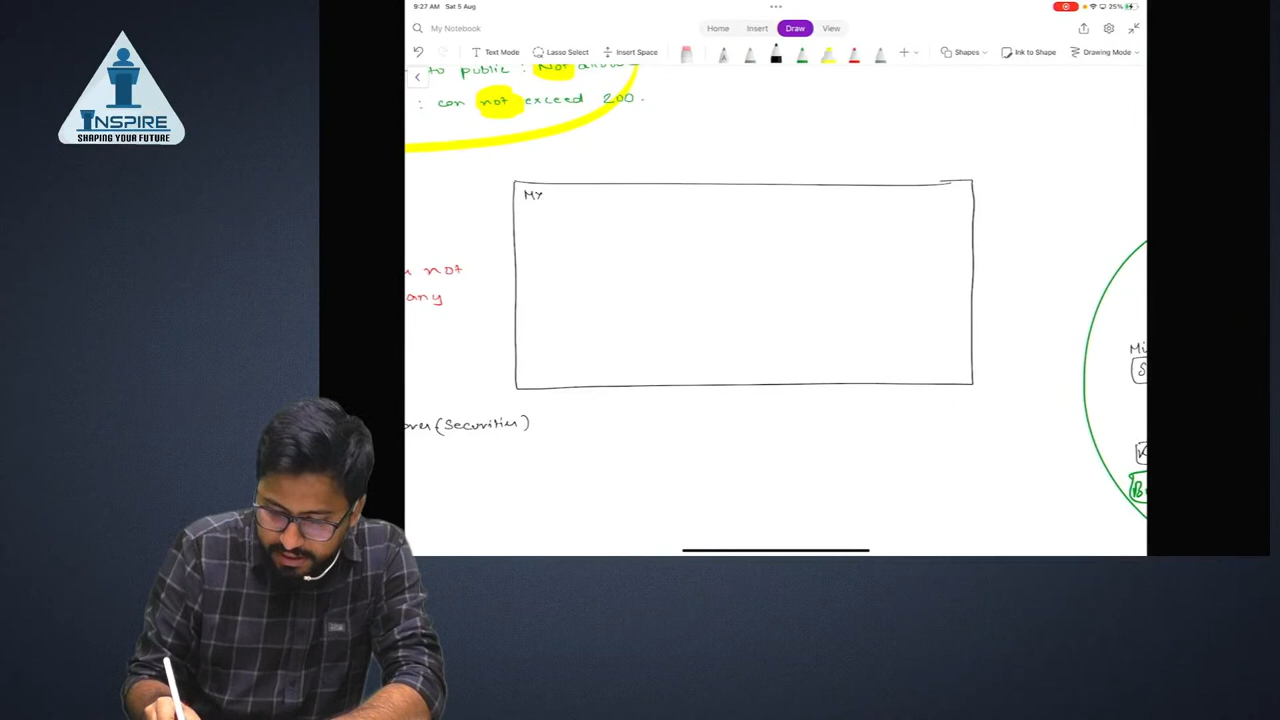 9:27 AM Sat 5 Aug
25%
My Notebook
Home Insert Draw View
Text Mode Lasso Select Insert Space Shapes Ink to Shape Drawing Mode
INSPIRE
SHAPING YOUR FUTURE
to public : Not
: can not exceed 200.
MY
not
any
(Securities)